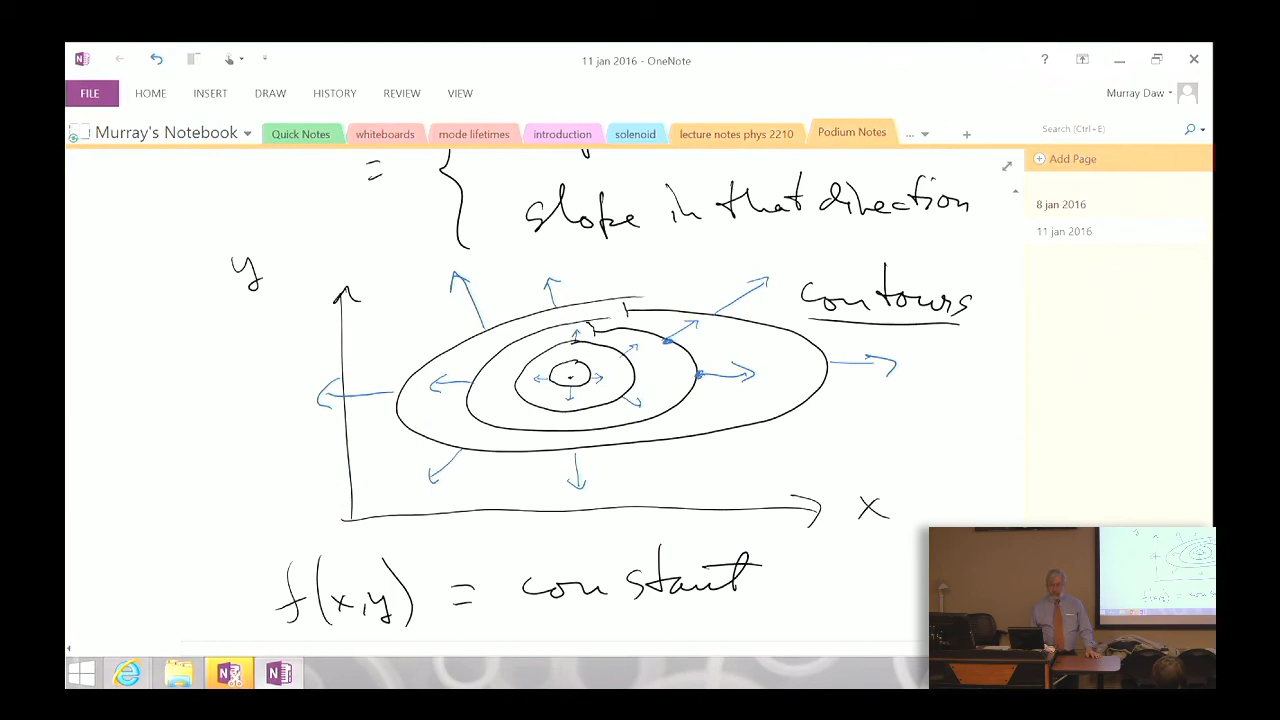 11 jan 2016 - OneNote
?
FILE HOME INSERT DRAW HISTORY REVIEW VIEW
Murray Daw
Murray's Notebook
Quick Notes whiteboards mode lifetimes introduction solenoid lecture notes phys 2210 Podium Notes ... +
Search (Ctrl+E)
Add Page
8 jan 2016
11 jan 2016
= {
slope in that direction
y
contours
x
f(x,y) = constant